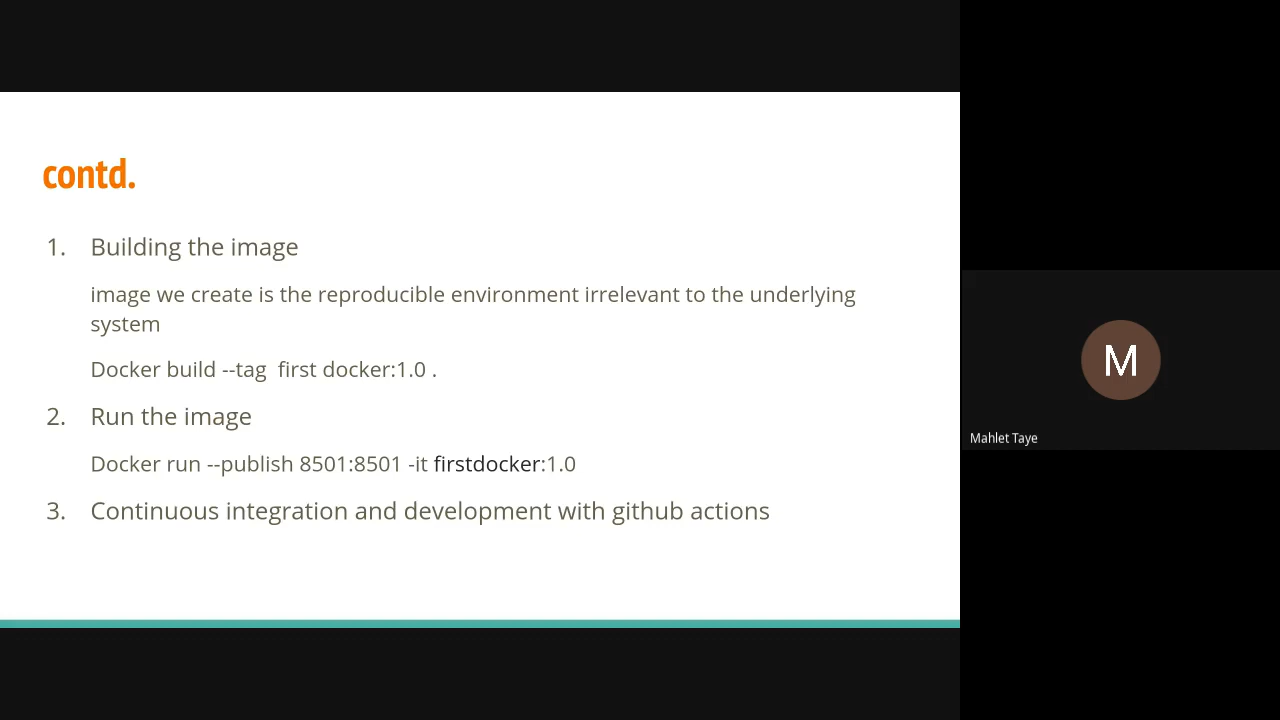 contd.
1. Building the image
image we create is the reproducible environment irrelevant to the underlying
system
Docker build --tag  first docker:1.0 .
2. Run the image
Docker run --publish 8501:8501 -it firstdocker:1.0
3. Continuous integration and development with github actions
M
Mahlet Taye